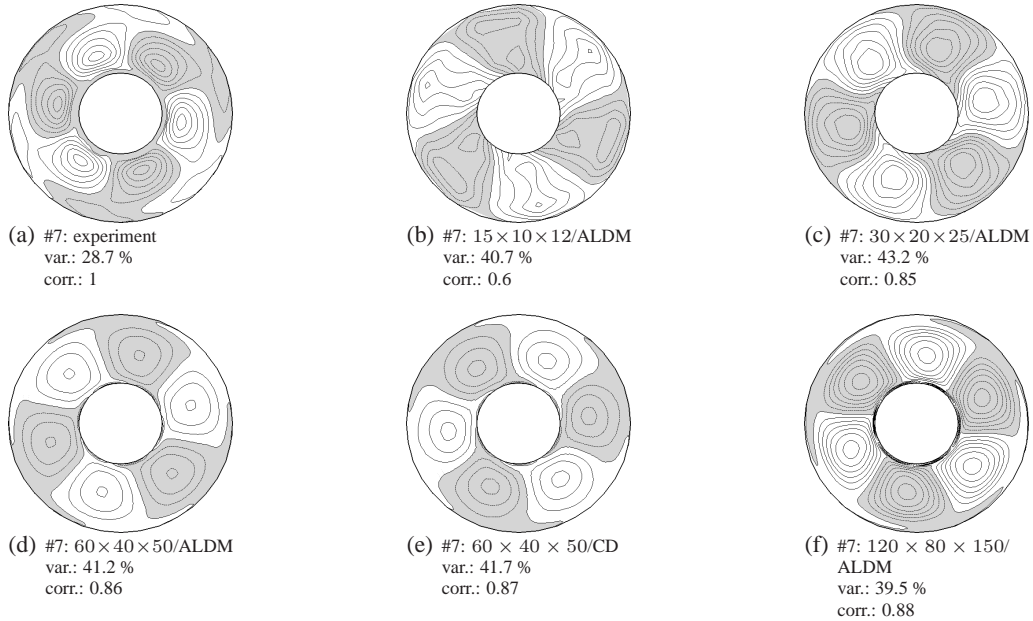 (a) #7: experiment
var.: 28.7 %
corr.: 1
(b) #7: 15×10×12/ALDM
var.: 40.7 %
corr.: 0.6
(c) #7: 30×20×25/ALDM
var.: 43.2 %
corr.: 0.85
(d) #7: 60×40×50/ALDM
var.: 41.2 %
corr.: 0.86
(e) #7: 60 × 40 × 50/CD
var.: 41.7 %
corr.: 0.87
(f) #7: 120 × 80 × 150/
ALDM
var.: 39.5 %
corr.: 0.88